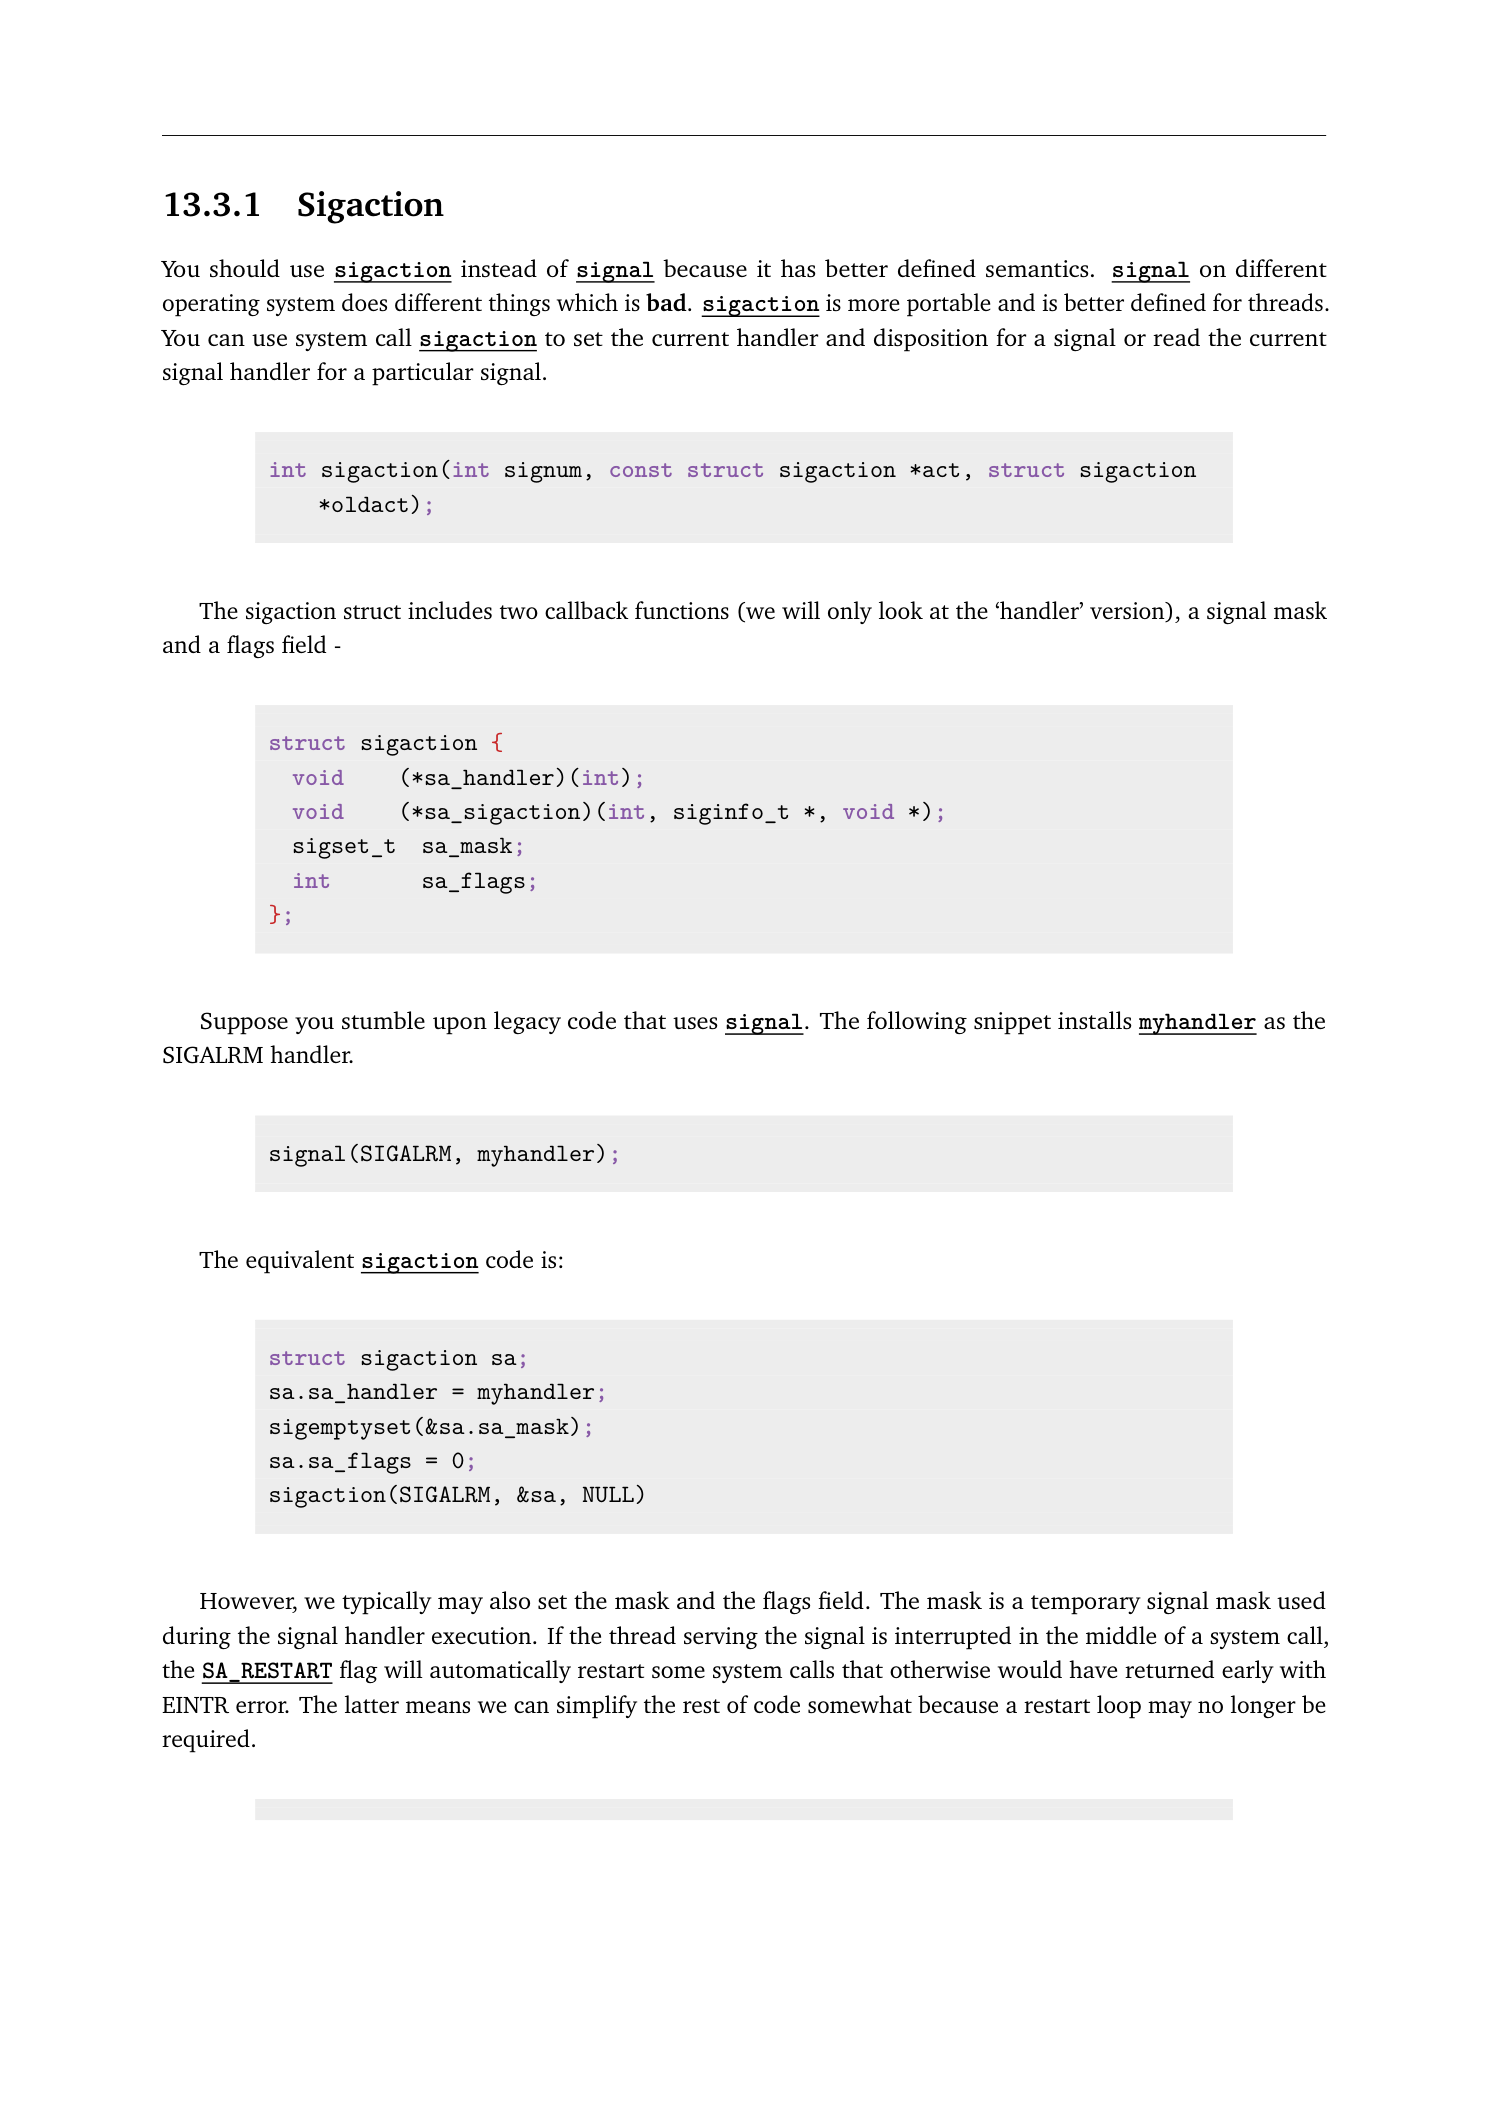 13.3.1 Sigaction
You should use sigaction instead of signal because it has better defined semantics. signal on different
operating system does different things which is bad. sigaction is more portable and is better defined for threads.
You can use system call sigaction to set the current handler and disposition for a signal or read the current
signal handler for a particular signal.
int sigaction(int signum, const struct sigaction *act, struct sigaction
*oldact);
The sigaction struct includes two callback functions (we will only look at the ‘handler’ version), a signal mask
and a flags field -
struct sigaction {
void (*sa_handler)(int);
void (*sa_sigaction)(int, siginfo_t *, void *);
sigset_t sa_mask;
int sa_flags;
};
Suppose you stumble upon legacy code that uses signal. The following snippet installs myhandler as the
SIGALRM handler.
signal(SIGALRM, myhandler);
The equivalent sigaction code is:
struct sigaction sa;
sa.sa_handler = myhandler;
sigemptyset(&sa.sa_mask);
sa.sa_flags = 0;
sigaction(SIGALRM, &sa, NULL)
However, we typically may also set the mask and the flags field. The mask is a temporary signal mask used
during the signal handler execution. If the thread serving the signal is interrupted in the middle of a system call,
the SA_RESTART flag will automatically restart some system calls that otherwise would have returned early with
EINTR error. The latter means we can simplify the rest of code somewhat because a restart loop may no longer be
required.